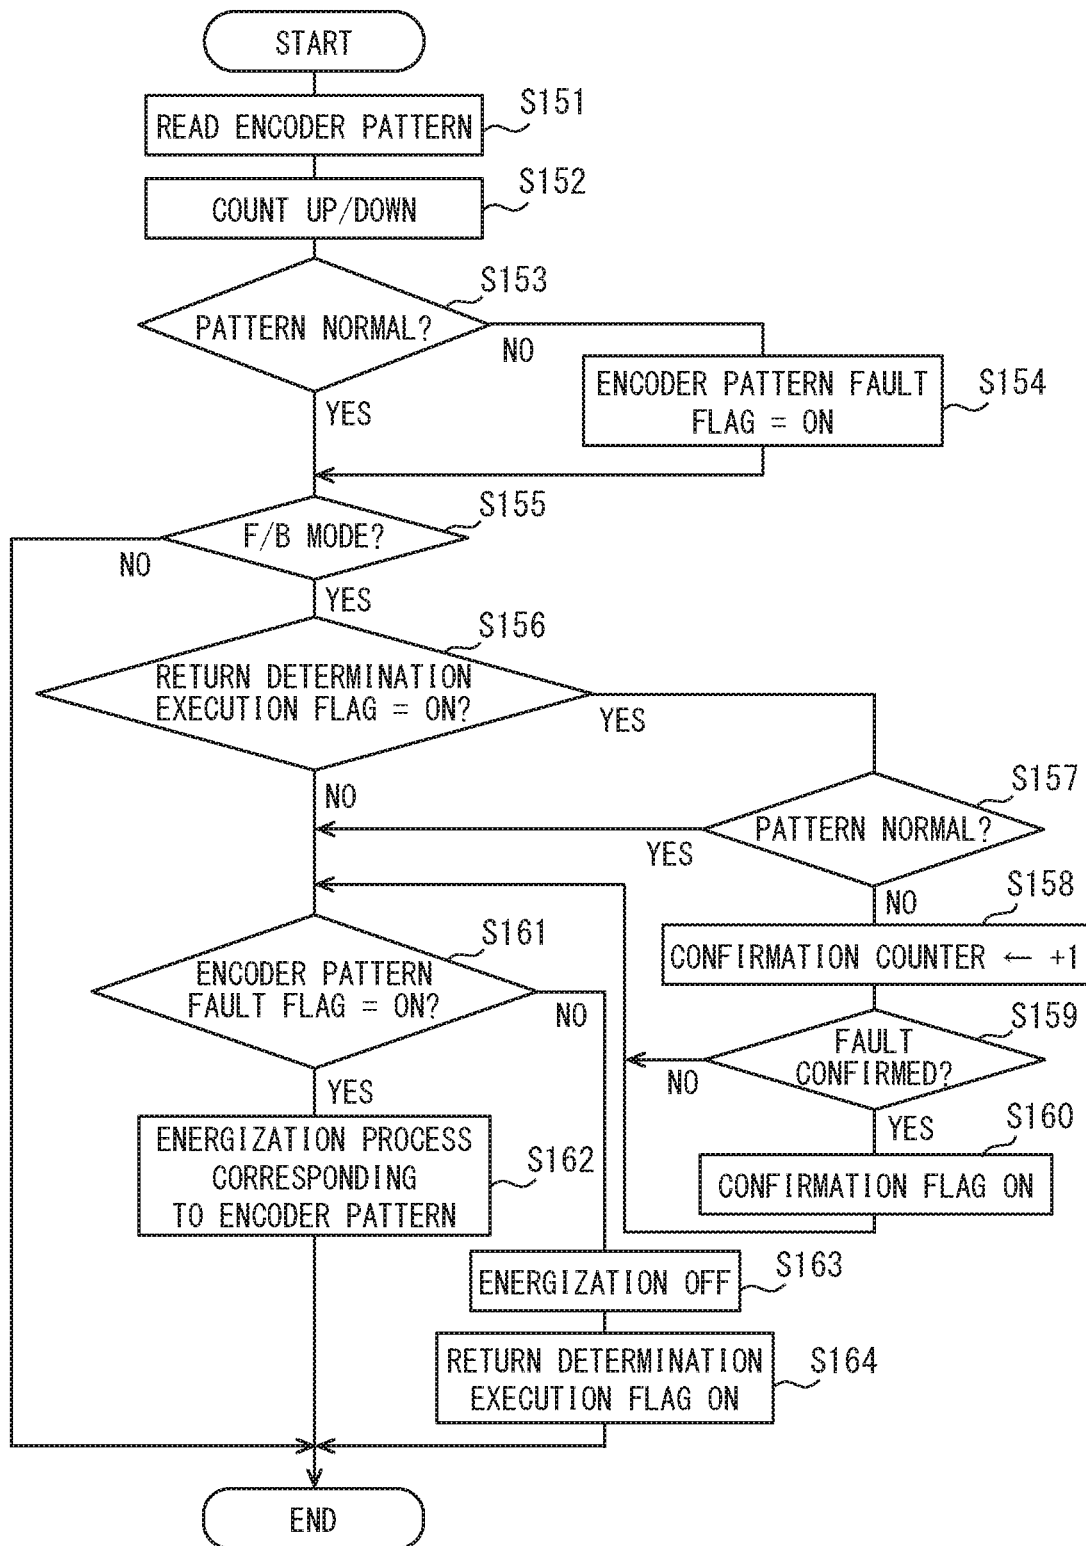 START
READ ENCODER PATTERN
S151
COUNT UP/DOWN
S152
PATTERN NORMAL?
S153
NO
YES
ENCODER PATTERN FAULT
FLAG = ON
S154
F/B MODE?
S155
NO
YES
RETURN DETERMINATION
EXECUTION FLAG = ON?
S156
YES
NO
PATTERN NORMAL?
S157
YES
NO
CONFIRMATION COUNTER ← +1
S158
FAULT
CONFIRMED?
S159
NO
YES
CONFIRMATION FLAG ON
S160
ENCODER PATTERN
FAULT FLAG = ON?
S161
NO
YES
ENERGIZATION PROCESS
CORRESPONDING
TO ENCODER PATTERN
S162
ENERGIZATION OFF
S163
RETURN DETERMINATION
EXECUTION FLAG ON
S164
END